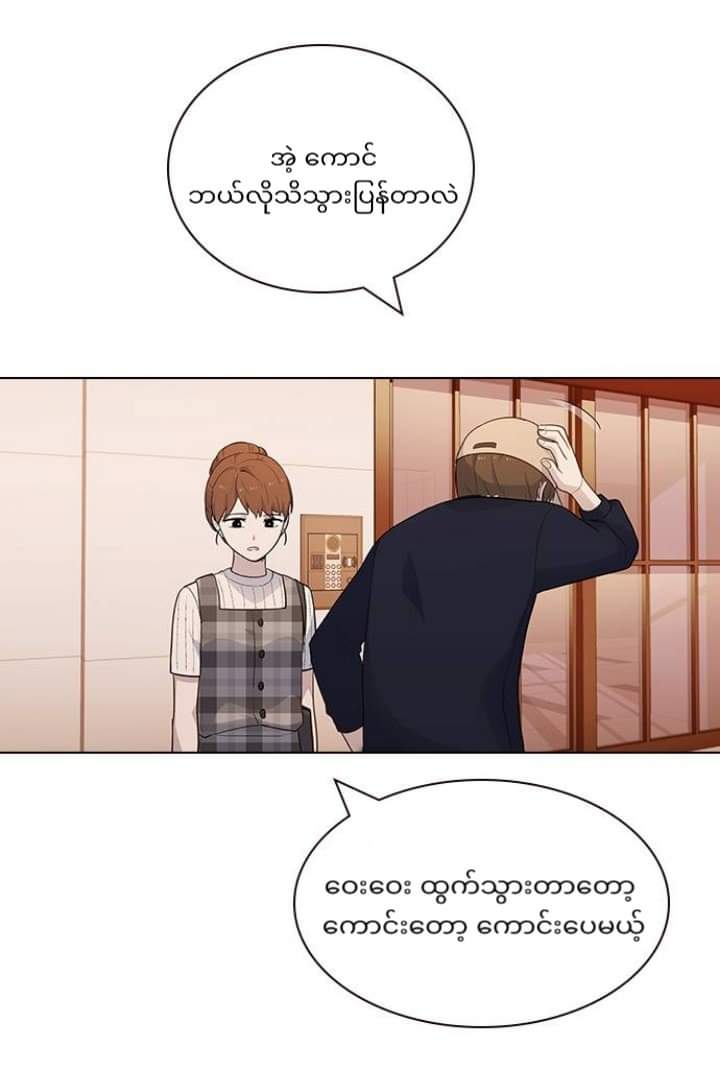 အဲ့ ကောင်
ဘယ်လိုသိသွားပြန်တာလဲ
ဝေးဝေး ထွက်သွားတာတော့
ကောင်းတော့ ကောင်းပေမယ့်